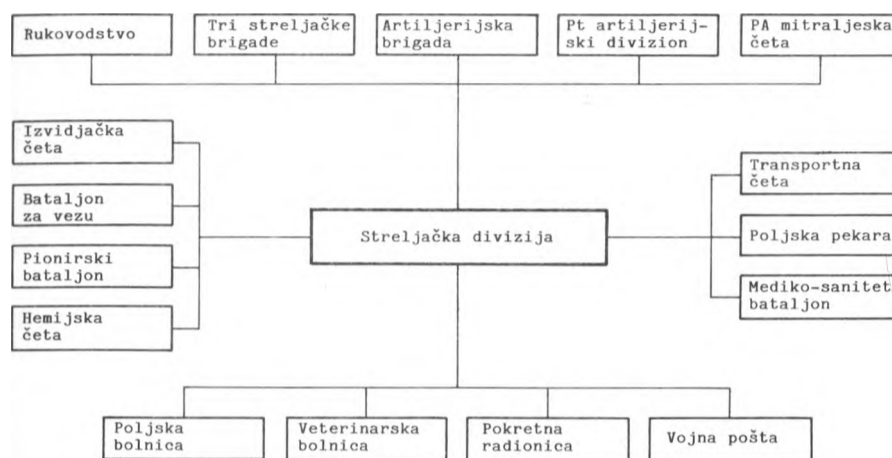 Rukovodstvo
Tri streljačke
brigade
Artiljerijska
brigada
Pt artiljerij-
ski divizion
PA mitraljeska
četa
Izvidjačka
četa
Bataljon
za vezu
Pionirski
bataljon
Hemijska
četa
Streljačka divizija
Transportna
četa
Poljska pekara
Mediko-sanitet
bataljon
Poljska
bolnica
Veterinarska
bolnica
Pokretna
radionica
Vojna pošta